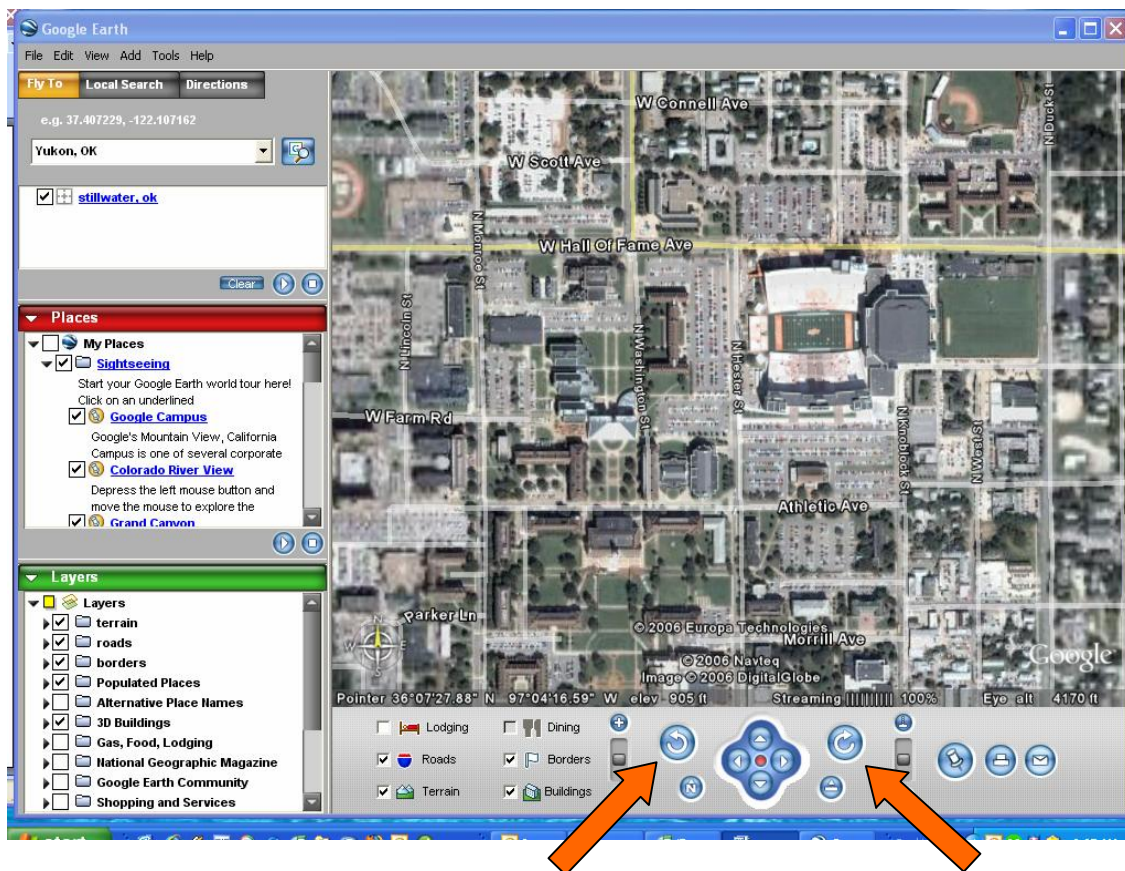 Google Earth
File Edit View Add Tools Help
Fly To Local Search Directions
e.g. 37.407229, -122.107162
Yukon, OK
stillwater, ok
Clear
Places
My Places
Sightseeing
Start your Google Earth world tour here!
Click on an underlined
Google Campus
Google's Mountain View, California
Campus is one of several corporate
Colorado River View
Depress the left mouse button and
move the mouse to explore the
Grand Canyon
Layers
Layers
terrain
roads
borders
Populated Places
Alternative Place Names
3D Buildings
Gas, Food, Lodging
National Geographic Magazine
Google Earth Community
Shopping and Services
W Connell Ave
N Duck St
W Scott Ave
N Monroe St
W Hall Of Fame Ave
N Lincoln St
N Washington St
N Hester St
W Farm Rd
N Knoblock St
N West St
Athletic Ave
Parker Ln
N
W E
S
© 2006 Europa Technologies
Morrill Ave
© 2006 Navteq
Image © 2006 DigitalGlobe
Google
Pointer 36°07'27.88" N 97°04'16.59" W elev 905 ft Streaming |||||||||| 100% Eye alt 4170 ft
Lodging Dining
Roads Borders
Terrain Buildings
N
start